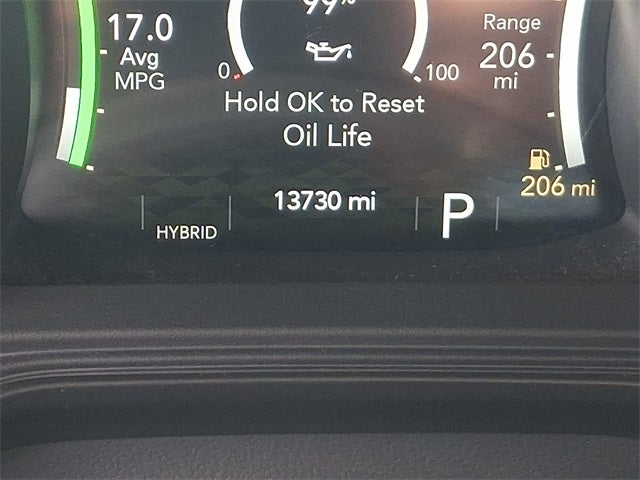 99%
17.0
Avg
MPG
0
100
Range
206
mi
Hold OK to Reset
Oil Life
206 mi
13730 mi
P
HYBRID